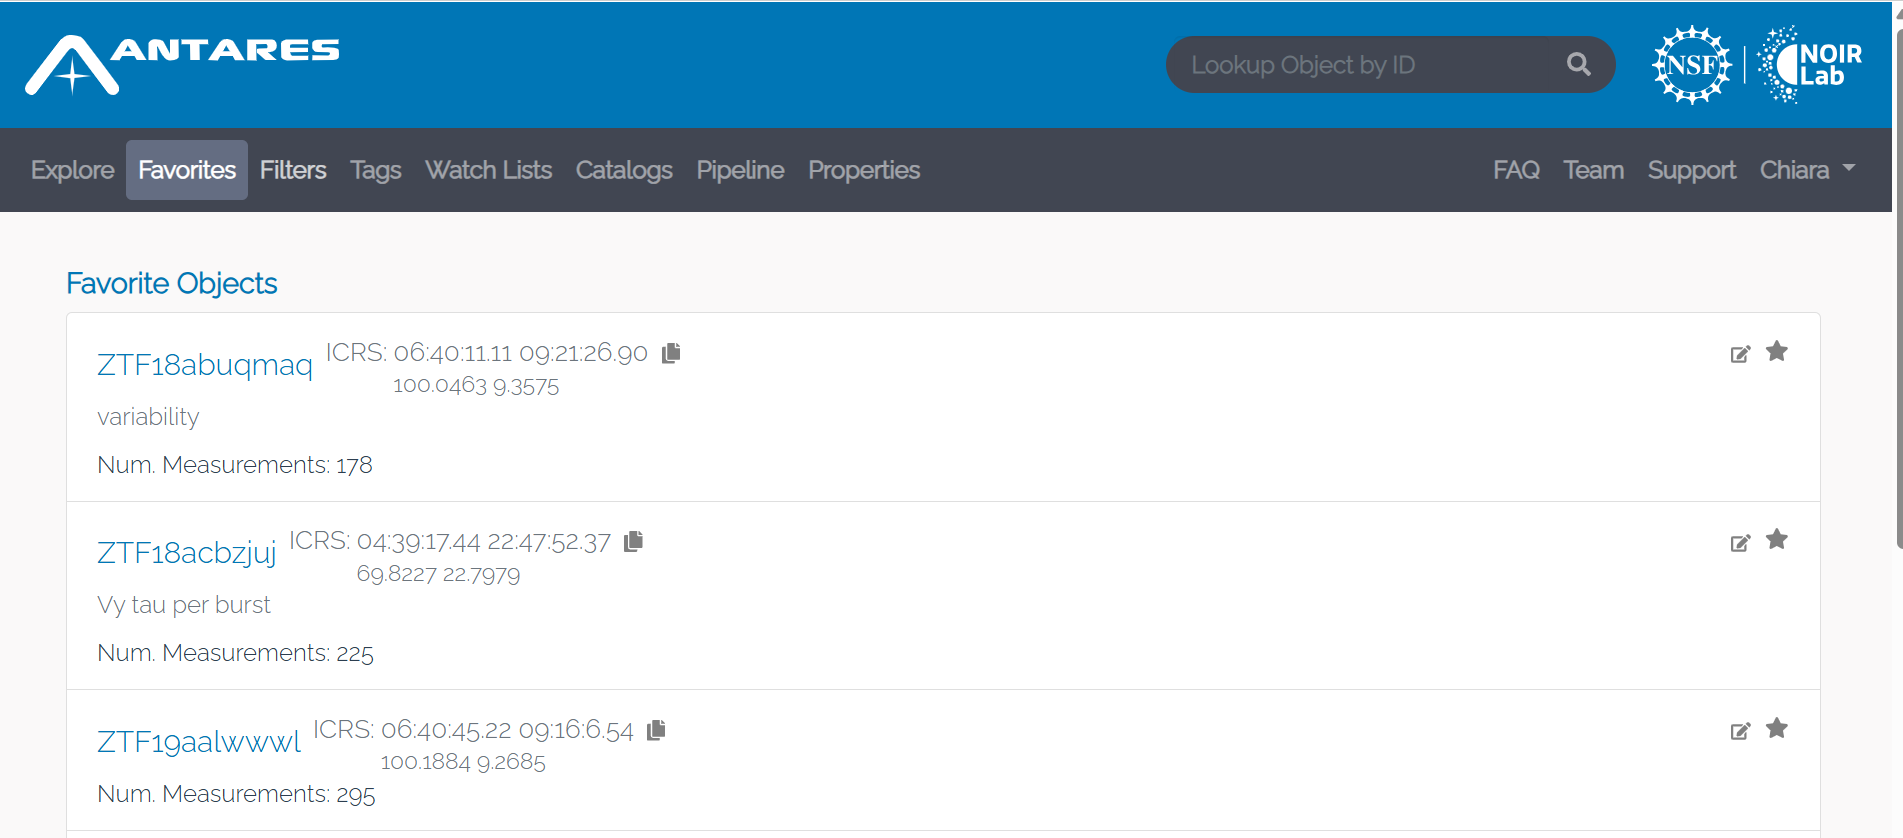 ANTARES
Lookup Object by ID
NSF
NOIR
Lab
Explore Favorites Filters Tags Watch Lists Catalogs Pipeline Properties FAQ Team Support Chiara
Favorite Objects
ZTF18abuqmaq ICRS: 06:40:11.11 09:21:26.90
100.0463 9.3575
variability
Num. Measurements: 178
ZTF18acbzjuj ICRS: 04:39:17.44 22:47:52.37
69.8227 22.7979
Vy tau per burst
Num. Measurements: 225
ZTF19aalwwwl ICRS: 06:40:45.22 09:16:6.54
100.1884 9.2685
Num. Measurements: 295